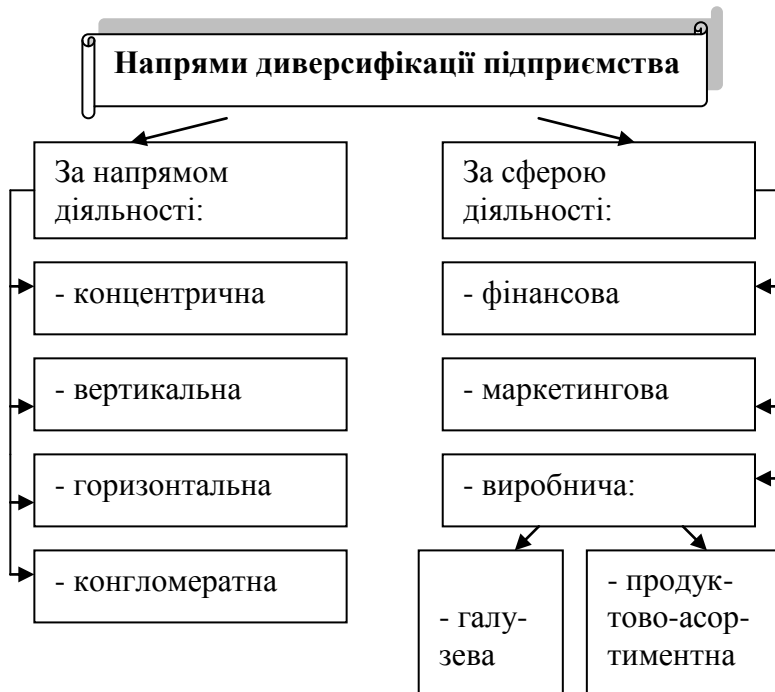 Напрями диверсифікації підприємства
За напрямом
діяльності:
- концентрична
- вертикальна
- горизонтальна
- конгломератна
За сферою
діяльності:
- фінансова
- маркетингова
- виробнича:
- галу-
зева
- продук-
тово-асор-
тиментна